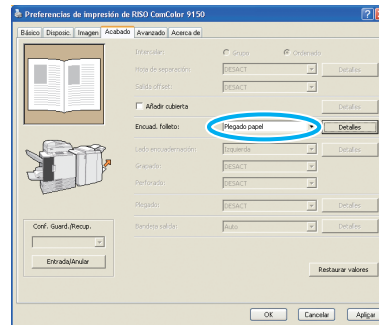 Preferencias de impresión de RISO ComColor 9150
Básico Disposic. Imagen Acabado Avanzado Acerca de
Intercalar: Grupo Ordenado
Hoja de separación: DESACT Detalles
Salida offset: DESACT
Añadir cubierta Detalles
Encuad. folleto: Plegado papel Detalles
Lado encuadernación: Izquierda Detalles
Grapado: DESACT
Perforado: DESACT
Plegado: DESACT Detalles
Conf. Guard./Recup.
Bandeja salida: Auto Detalles
Entrada/Anular
Restaurar valores
OK Cancelar Aplicar